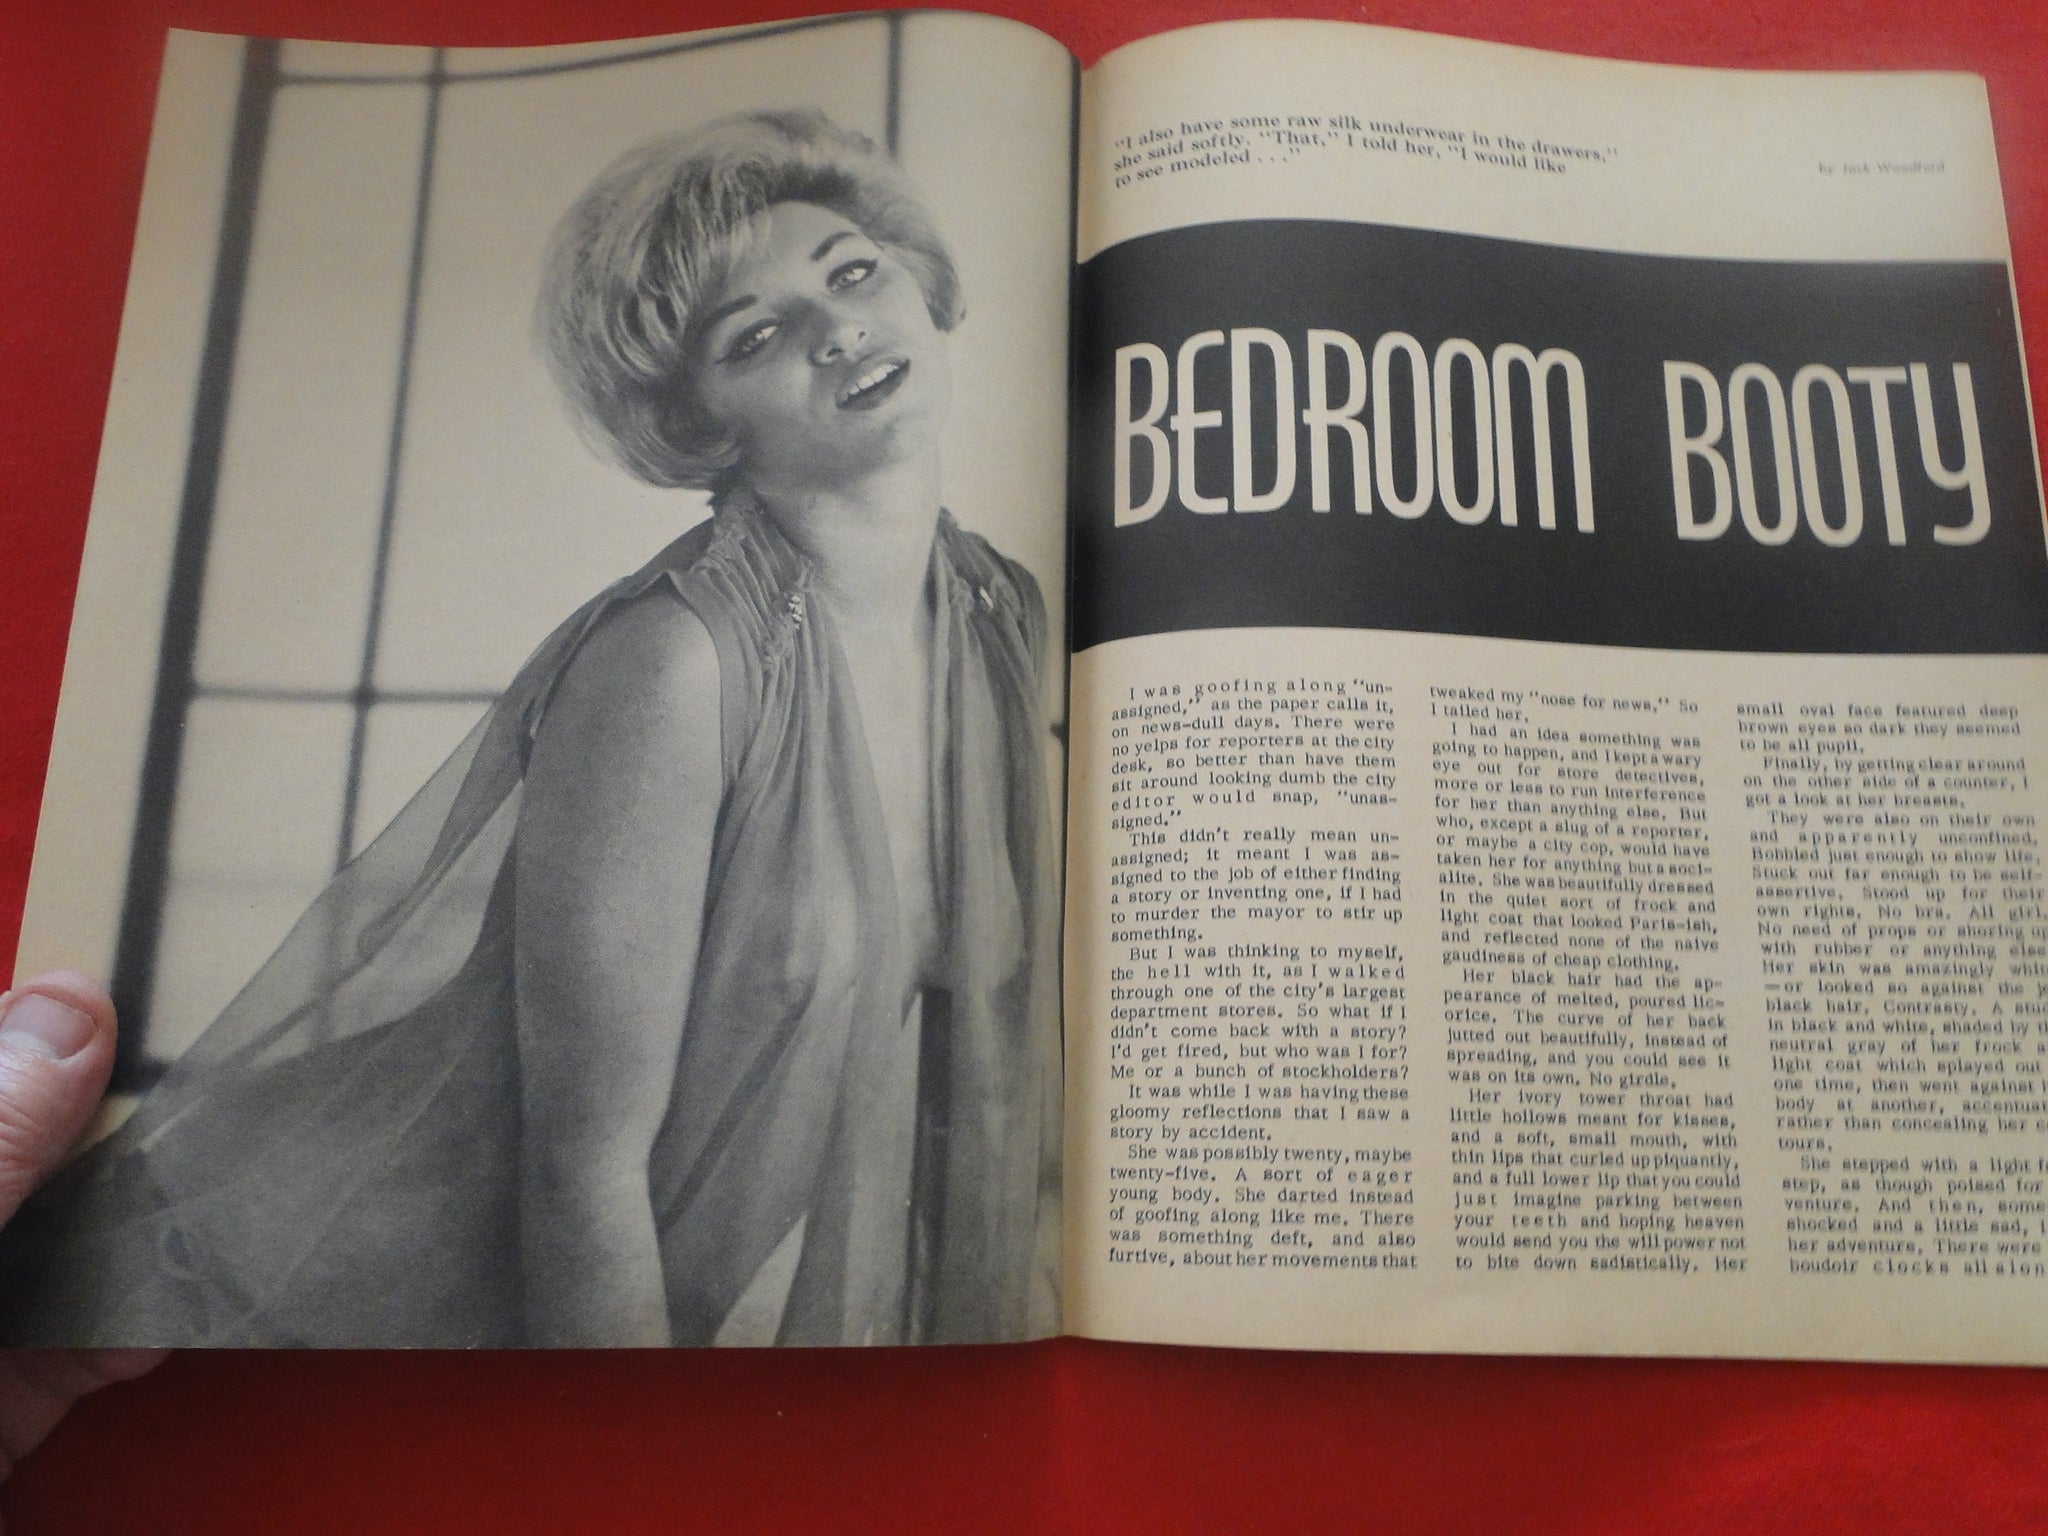 "I also have some raw silk underwear in the drawers,"
she said softly. "That," I told her, "I would like
to see modeled . . ."
by Jack Woodford
BEDROOM BOOTY
I was goofing along "un-
assigned," as the paper calls it,
on news-dull days. There were
no yelps for reporters at the city
desk, so better than have them
sit around looking dumb the city
editor would snap, "unas-
signed."
This didn't really mean un-
assigned; it meant I was as-
signed to the job of either finding
a story or inventing one, if I had
to murder the mayor to stir up
something.
But I was thinking to myself,
the hell with it, as I walked
through one of the city's largest
department stores. So what if I
didn't come back with a story?
I'd get fired, but who was I for?
Me or a bunch of stockholders?
It was while I was having these
gloomy reflections that I saw a
story by accident.
She was possibly twenty, maybe
twenty-five. A sort of eager
young body. She darted instead
of goofing along like me. There
was something deft, and also
furtive, about her movements that
tweaked my "nose for news." So
I tailed her.
I had an idea something was
going to happen, and I kept a wary
eye out for store detectives,
more or less to run interference
for her than anything else. But
who, except a slug of a reporter,
or maybe a city cop, would have
taken her for anything but a soci-
alite. She was beautifully dressed
in the quiet sort of frock and
light coat that looked Paris-ish,
and reflected none of the naive
gaudiness of cheap clothing.
Her black hair had the ap-
pearance of melted, poured lic-
orice. The curve of her back
jutted out beautifully, instead of
spreading, and you could see it
was on its own. No girdle.
Her ivory tower throat had
little hollows meant for kisses,
and a soft, small mouth, with
thin lips that curled up piquantly,
and a full lower lip that you could
just imagine parking between
your teeth and hoping heaven
would send you the will power not
to bite down sadistically. Her
small oval face featured deep
brown eyes so dark they seemed
to be all pupil.
Finally, by getting clear around
on the other side of a counter, I
got a look at her breasts.
They were also on their own
and apparently unconfined.
Bobbled just enough to show life.
Stuck out far enough to be self-
assertive. Stood up for their
own rights. No bra. All girl.
No need of props or shoring up
with rubber or anything else
Her skin was amazingly whi
—or looked so against the je
black hair. Contrasty. A stud
in black and white, shaded by t
neutral gray of her frock a
light coat which splayed out
one time, then went against h
body at another, accentuat
rather than concealing her co
tours.
She stepped with a light f
step, as though poised for
venture. And then, some
shocked and a little sad, I
her adventure. There were
boudoir clocks all alon